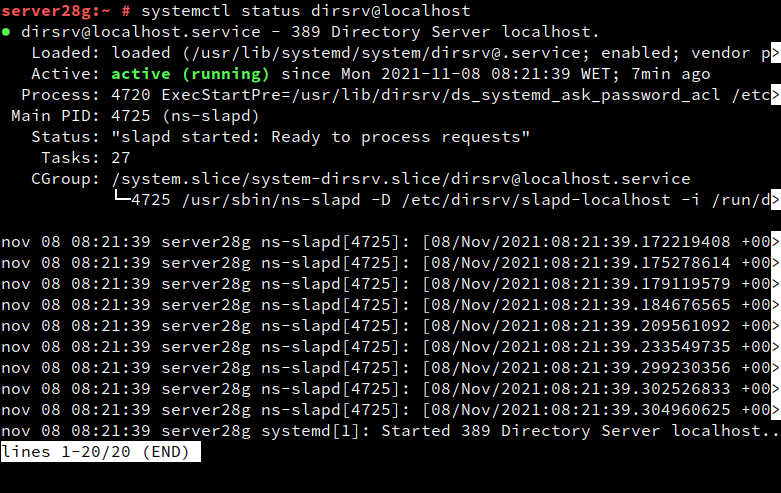 server28g:~ # systemctl status dirsrv@localhost
● dirsrv@localhost.service - 389 Directory Server localhost.
   Loaded: loaded (/usr/lib/systemd/system/dirsrv@.service; enabled; vendor p>
   Active: active (running) since Mon 2021-11-08 08:21:39 WET; 7min ago
  Process: 4720 ExecStartPre=/usr/lib/dirsrv/ds_systemd_ask_password_acl /etc>
 Main PID: 4725 (ns-slapd)
   Status: "slapd started: Ready to process requests"
    Tasks: 27
   CGroup: /system.slice/system-dirsrv.slice/dirsrv@localhost.service
           └─4725 /usr/sbin/ns-slapd -D /etc/dirsrv/slapd-localhost -i /run/d>

nov 08 08:21:39 server28g ns-slapd[4725]: [08/Nov/2021:08:21:39.172219408 +00>
nov 08 08:21:39 server28g ns-slapd[4725]: [08/Nov/2021:08:21:39.175278614 +00>
nov 08 08:21:39 server28g ns-slapd[4725]: [08/Nov/2021:08:21:39.179119579 +00>
nov 08 08:21:39 server28g ns-slapd[4725]: [08/Nov/2021:08:21:39.184676565 +00>
nov 08 08:21:39 server28g ns-slapd[4725]: [08/Nov/2021:08:21:39.209561092 +00>
nov 08 08:21:39 server28g ns-slapd[4725]: [08/Nov/2021:08:21:39.233549735 +00>
nov 08 08:21:39 server28g ns-slapd[4725]: [08/Nov/2021:08:21:39.299230356 +00>
nov 08 08:21:39 server28g ns-slapd[4725]: [08/Nov/2021:08:21:39.302526833 +00>
nov 08 08:21:39 server28g ns-slapd[4725]: [08/Nov/2021:08:21:39.304960625 +00>
nov 08 08:21:39 server28g systemd[1]: Started 389 Directory Server localhost..
lines 1-20/20 (END)